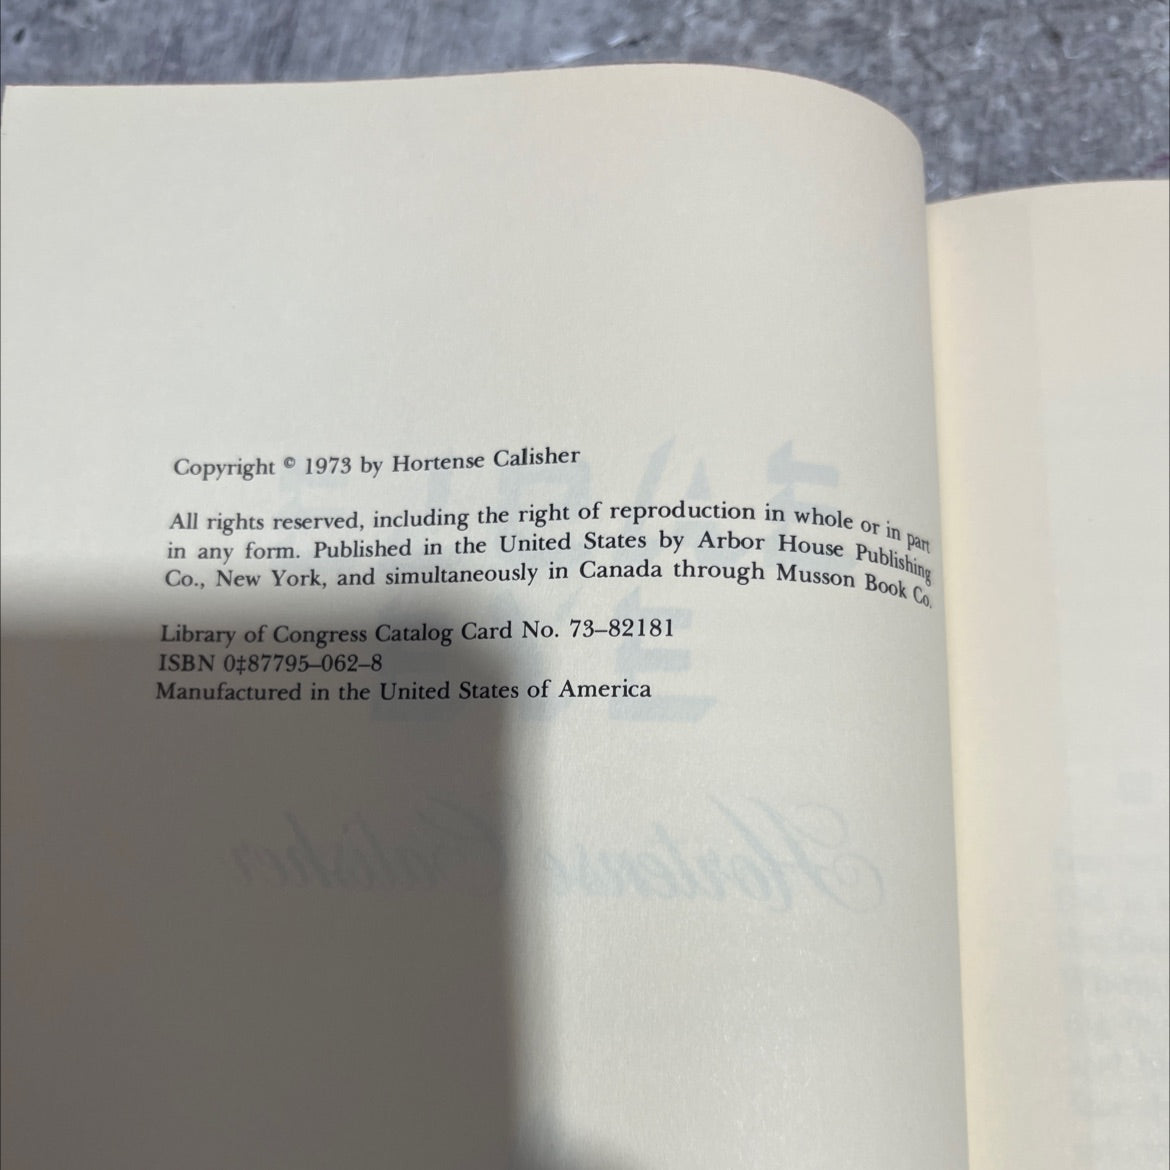 Copyright © 1973 by Hortense Calisher
All rights reserved, including the right of reproduction in whole or in part
in any form. Published in the United States by Arbor House Publishing
Co., New York, and simultaneously in Canada through Musson Book Co.
Library of Congress Catalog Card No. 73–82181
ISBN 0‡87795–062–8
Manufactured in the United States of America
Hortense Calisher